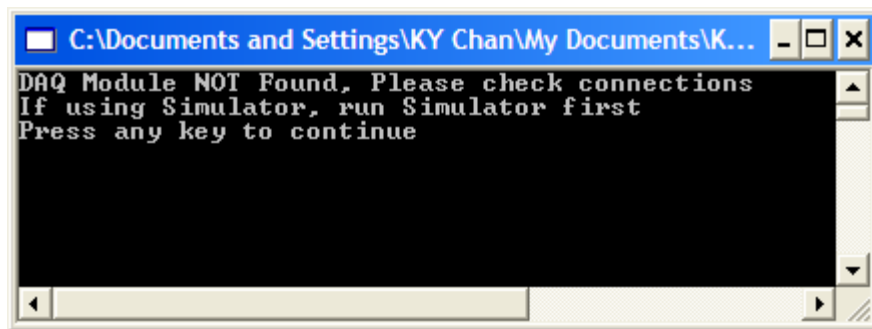 C:\Documents and Settings\KY Chan\My Documents\K...
DAQ Module NOT Found, Please check connections
If using Simulator, run Simulator first
Press any key to continue